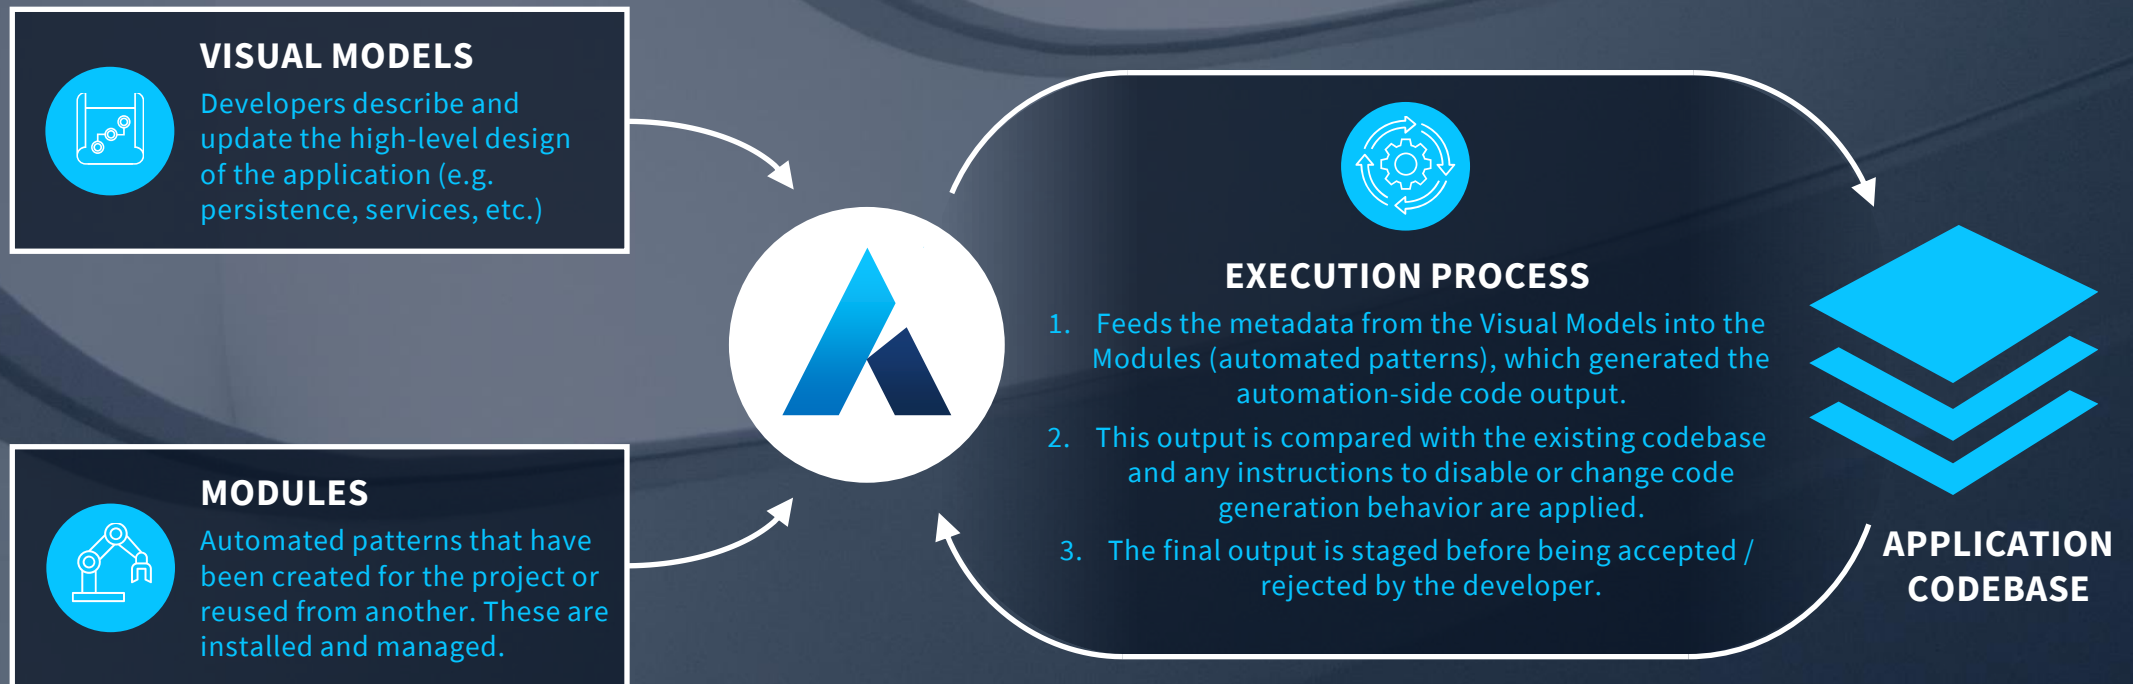 VISUAL MODELS
Developers describe and
update the high-level design
of the application (e.g.
persistence, services, etc.)
MODULES
Automated patterns that have
been created for the project or
reused from another. These are
installed and managed.
EXECUTION PROCESS
1. Feeds the metadata from the Visual Models into the
Modules (automated patterns), which generated the
automation-side code output.
2. This output is compared with the existing codebase
and any instructions to disable or change code
generation behavior are applied.
3. The final output is staged before being accepted /
rejected by the developer.
APPLICATION
CODEBASE